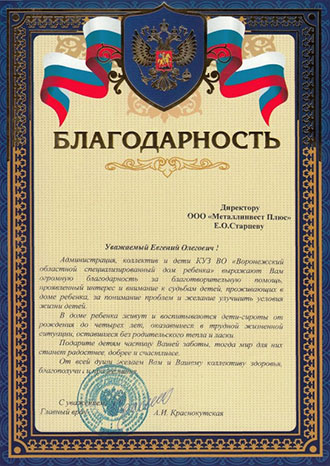 БЛАГОДАРНОСТЬ
Директору
ООО «Металлинвест Плюс»
Е.О.Старцеву
Уважаемый Евгений Олегович !
Администрация, коллектив и дети КУЗ ВО «Воронежский
областной специализированный дом ребенка» выражают Вам
огромную благодарность за благотворительную помощь,
проявленный интерес и внимание к судьбам детей, проживающих в
доме ребенка, за понимание проблем и желание улучшить условия
жизни детей.
В доме ребенка живут и воспитываются дети-сироты от
рождения до четырех лет, оказавшиеся в трудной жизненной
ситуации, оставшиеся без родительского тепла и ласки.
Подарите детям частицу Вашей заботы, тогда мир для них
станет радостнее, добрее и счастливее.
От всей души желаем Вам и Вашему коллективу здоровья,
благополучия и
С уважением,
Главный врач А.И. Краснокутская